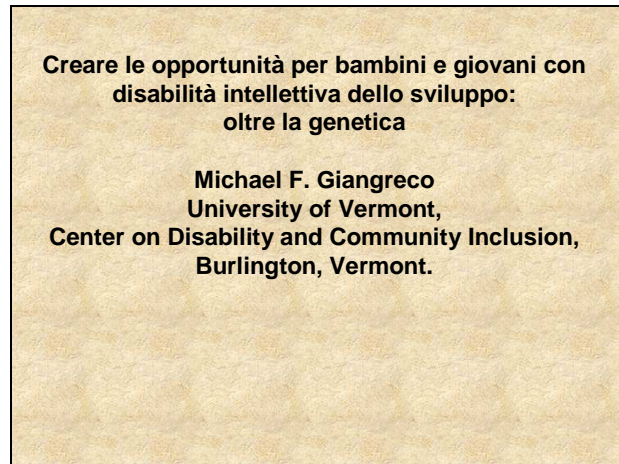 Creare le opportunità per bambini e giovani con
disabilità intellettiva dello sviluppo:
oltre la genetica
Michael F. Giangreco
University of Vermont,
Center on Disability and Community Inclusion,
Burlington, Vermont.